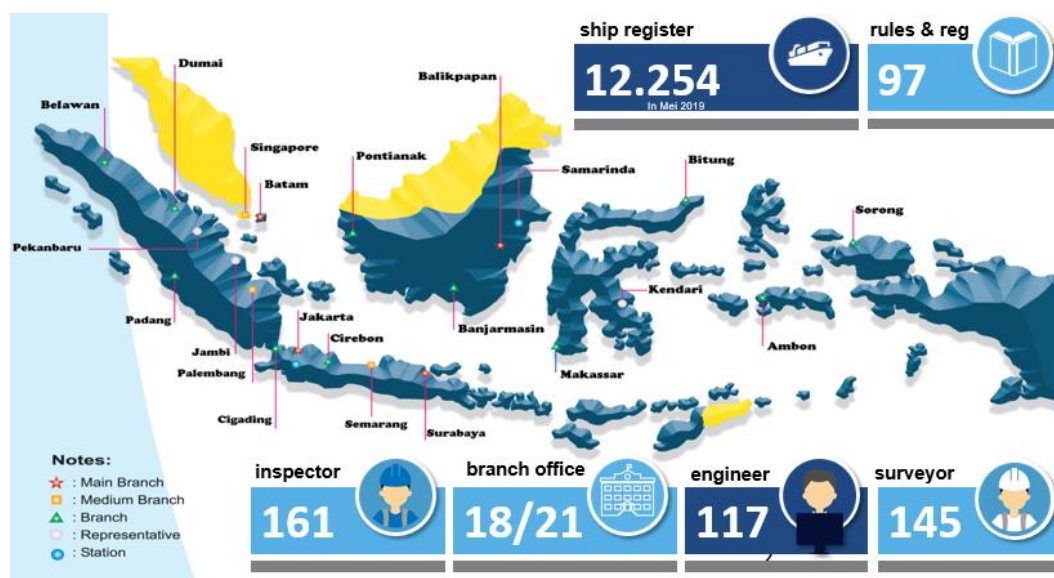 ship register
12.254
In Mei 2019
rules & reg
97
Dumai
Balikpapan
Belawan
Singapore
Pontianak
Bitung
Samarinda
Batam
Sorong
Pekanbaru
Kendari
Padang
Jakarta
Banjarmasin
Cirebon
Ambon
Jambi
Palembang
Makassar
Cigading
Semarang
Surabaya
Notes:
: Main Branch
: Medium Branch
: Branch
: Representative
: Station
inspector
161
branch office
18/21
engineer
117
surveyor
145